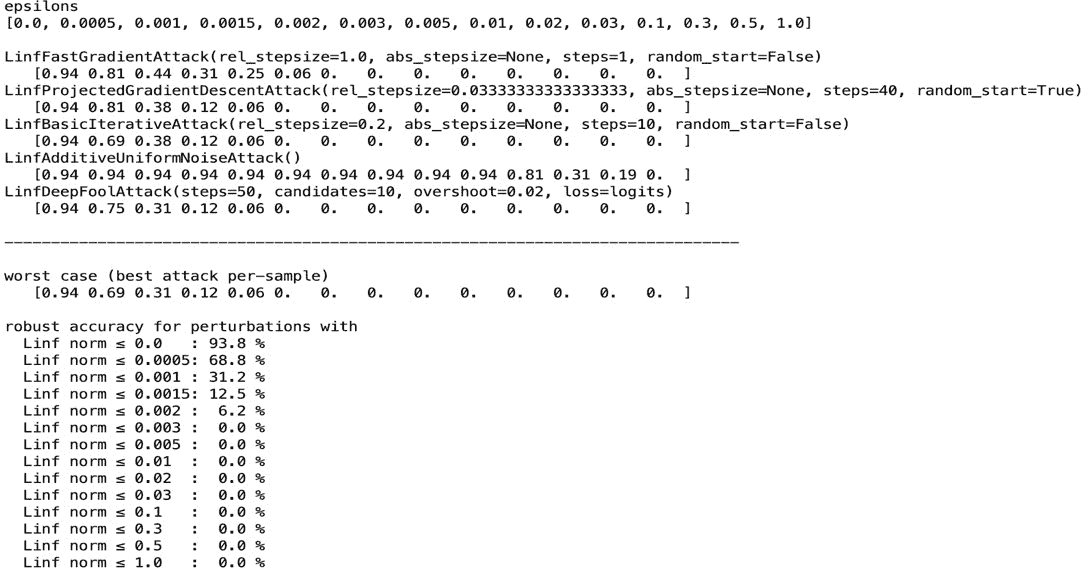 epsilons
[0.0, 0.0005, 0.001, 0.0015, 0.002, 0.003, 0.005, 0.01, 0.02, 0.03, 0.1, 0.3, 0.5, 1.0]
LinfFastGradientAttack(rel_stepsize=1.0, abs_stepsize=None, steps=1, random_start=False)
[0.94 0.81 0.44 0.31 0.25 0.06 0. 0. 0. 0. 0. 0. 0. 0. ]
LinfProjectedGradientDescentAttack(rel_stepsize=0.03333333333333333, abs_stepsize=None, steps=40, random_start=True)
[0.94 0.81 0.38 0.12 0.06 0. 0. 0. 0. 0. 0. 0. 0. 0. ]
LinfBasicIterativeAttack(rel_stepsize=0.2, abs_stepsize=None, steps=10, random_start=False)
[0.94 0.69 0.38 0.12 0.06 0. 0. 0. 0. 0. 0. 0. 0. 0. ]
LinfAdditiveUniformNoiseAttack()
[0.94 0.94 0.94 0.94 0.94 0.94 0.94 0.94 0.94 0.94 0.81 0.31 0.19 0. ]
LinfDeepFoolAttack(steps=50, candidates=10, overshoot=0.02, loss=logits)
[0.94 0.75 0.31 0.12 0.06 0. 0. 0. 0. 0. 0. 0. 0. 0. ]
-------------------------------------------------------------------------------
worst case (best attack per-sample)
[0.94 0.69 0.31 0.12 0.06 0. 0. 0. 0. 0. 0. 0. 0. 0. ]
robust accuracy for perturbations with
Linf norm ≤ 0.0 : 93.8 %
Linf norm ≤ 0.0005: 68.8 %
Linf norm ≤ 0.001 : 31.2 %
Linf norm ≤ 0.0015: 12.5 %
Linf norm ≤ 0.002 : 6.2 %
Linf norm ≤ 0.003 : 0.0 %
Linf norm ≤ 0.005 : 0.0 %
Linf norm ≤ 0.01 : 0.0 %
Linf norm ≤ 0.02 : 0.0 %
Linf norm ≤ 0.03 : 0.0 %
Linf norm ≤ 0.1 : 0.0 %
Linf norm ≤ 0.3 : 0.0 %
Linf norm ≤ 0.5 : 0.0 %
Linf norm ≤ 1.0 : 0.0 %